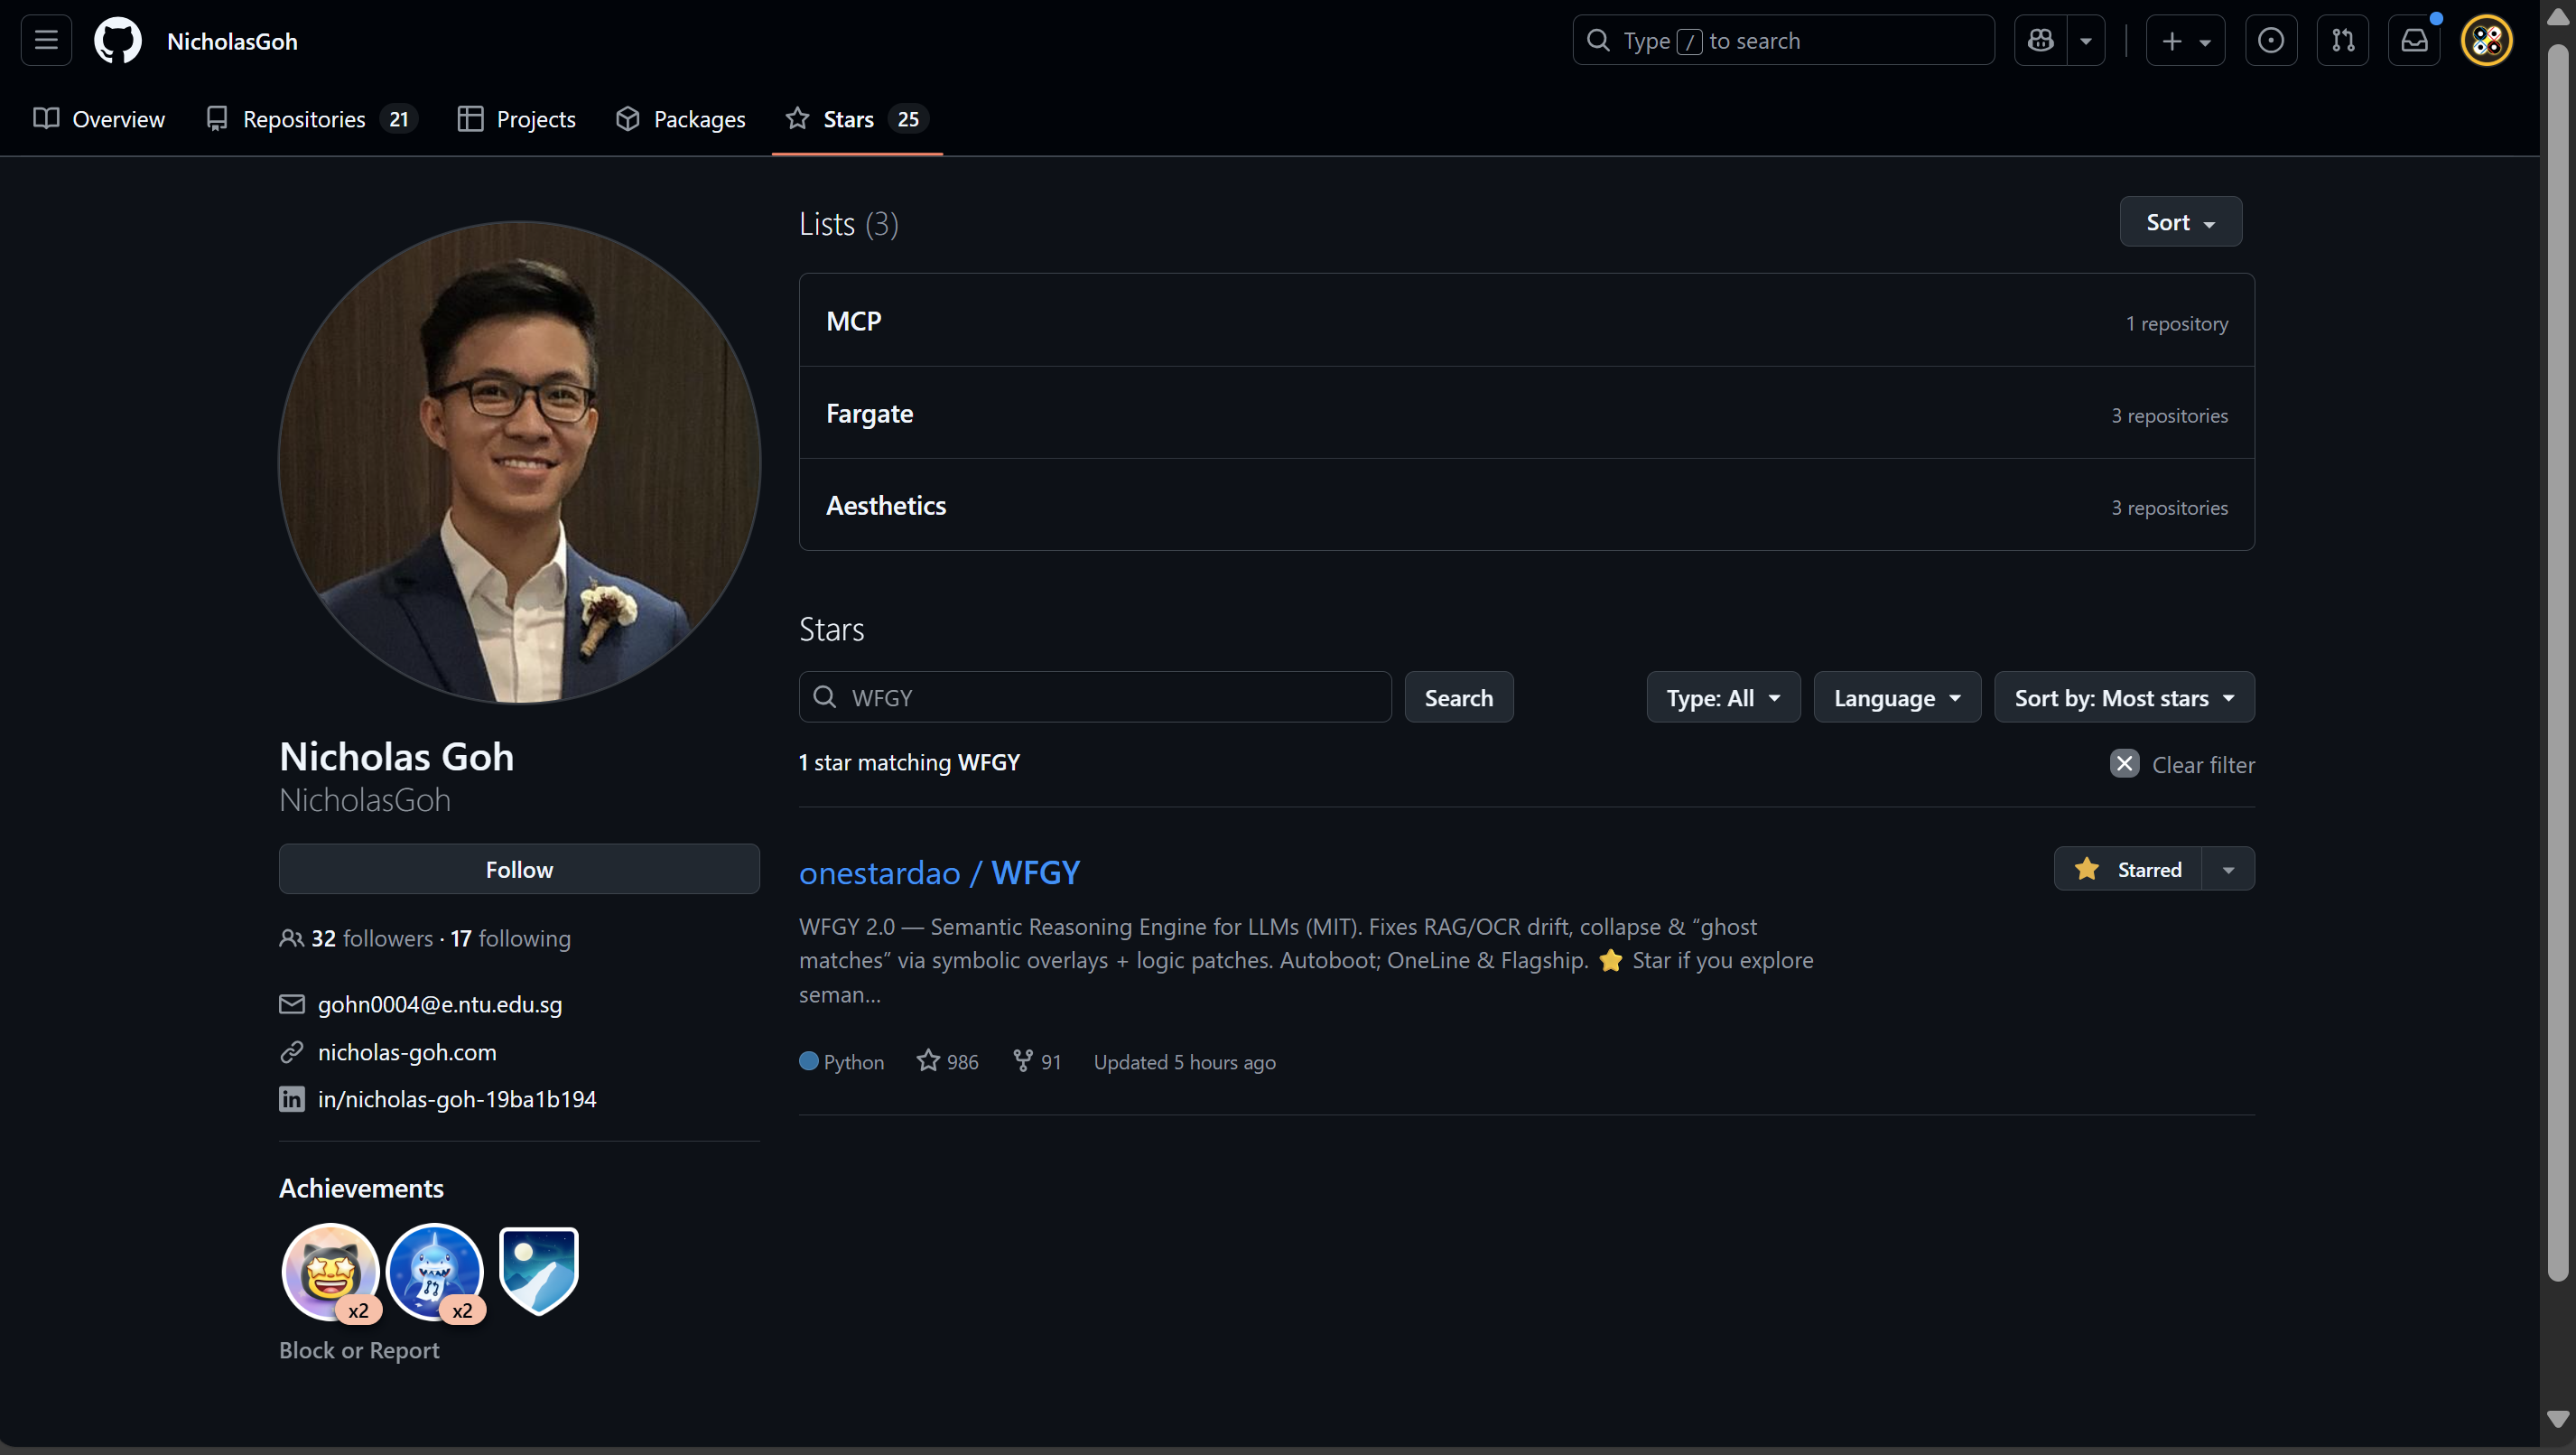 NicholasGoh
Type / to search
Overview
Repositories 21
Projects
Packages
Stars 25
Lists (3)
Sort
MCP
1 repository
Fargate
3 repositories
Aesthetics
3 repositories
Stars
WFGY
Search
Type: All
Language
Sort by: Most stars
1 star matching WFGY
Clear filter
onestardao / WFGY
Starred
WFGY 2.0 — Semantic Reasoning Engine for LLMs (MIT). Fixes RAG/OCR drift, collapse & “ghost
matches” via symbolic overlays + logic patches. Autoboot; OneLine & Flagship. ⭐ Star if you explore
seman...
Python
986
91
Updated 5 hours ago
Nicholas Goh
NicholasGoh
Follow
32 followers · 17 following
gohn0004@e.ntu.edu.sg
nicholas-goh.com
in/nicholas-goh-19ba1b194
Achievements
x2
x2
Block or Report